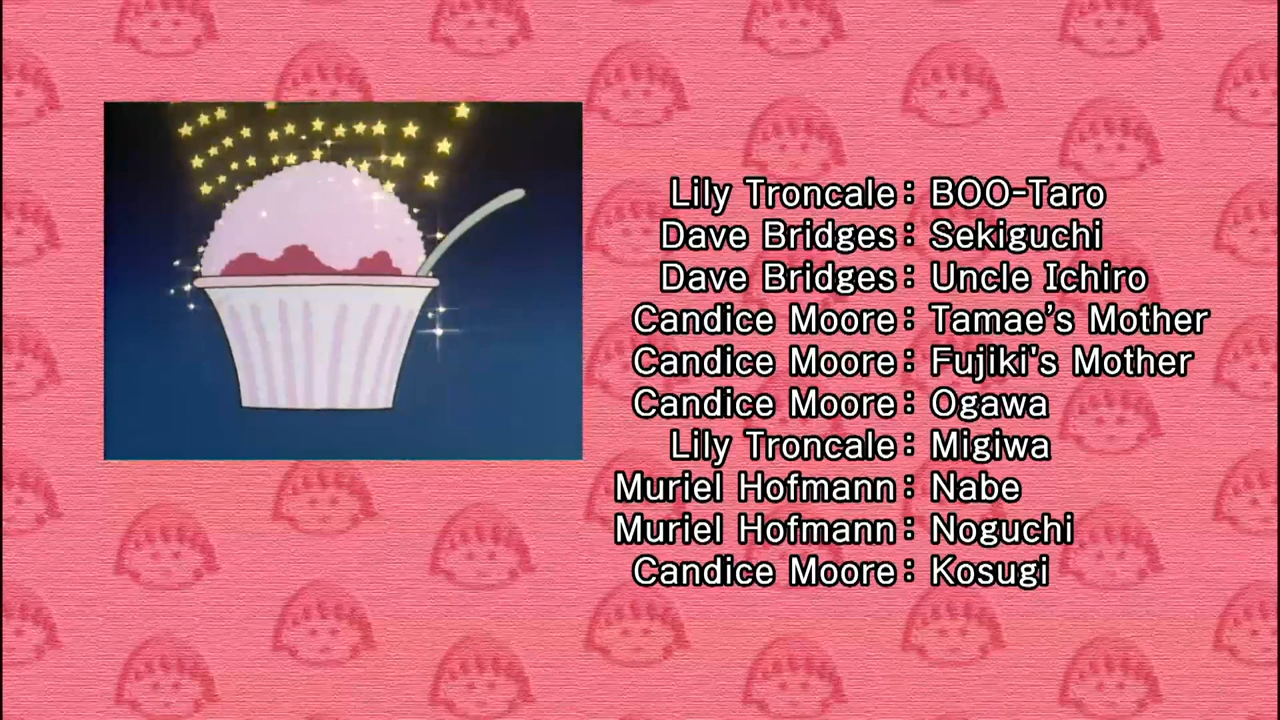 Lily Troncale: BOO-Taro
Dave Bridges: Sekiguchi
Dave Bridges: Uncle Ichiro
Candice Moore: Tamae’s Mother
Candice Moore: Fujiki's Mother
Candice Moore: Ogawa
Lily Troncale: Migiwa
Muriel Hofmann: Nabe
Muriel Hofmann: Noguchi
Candice Moore: Kosugi